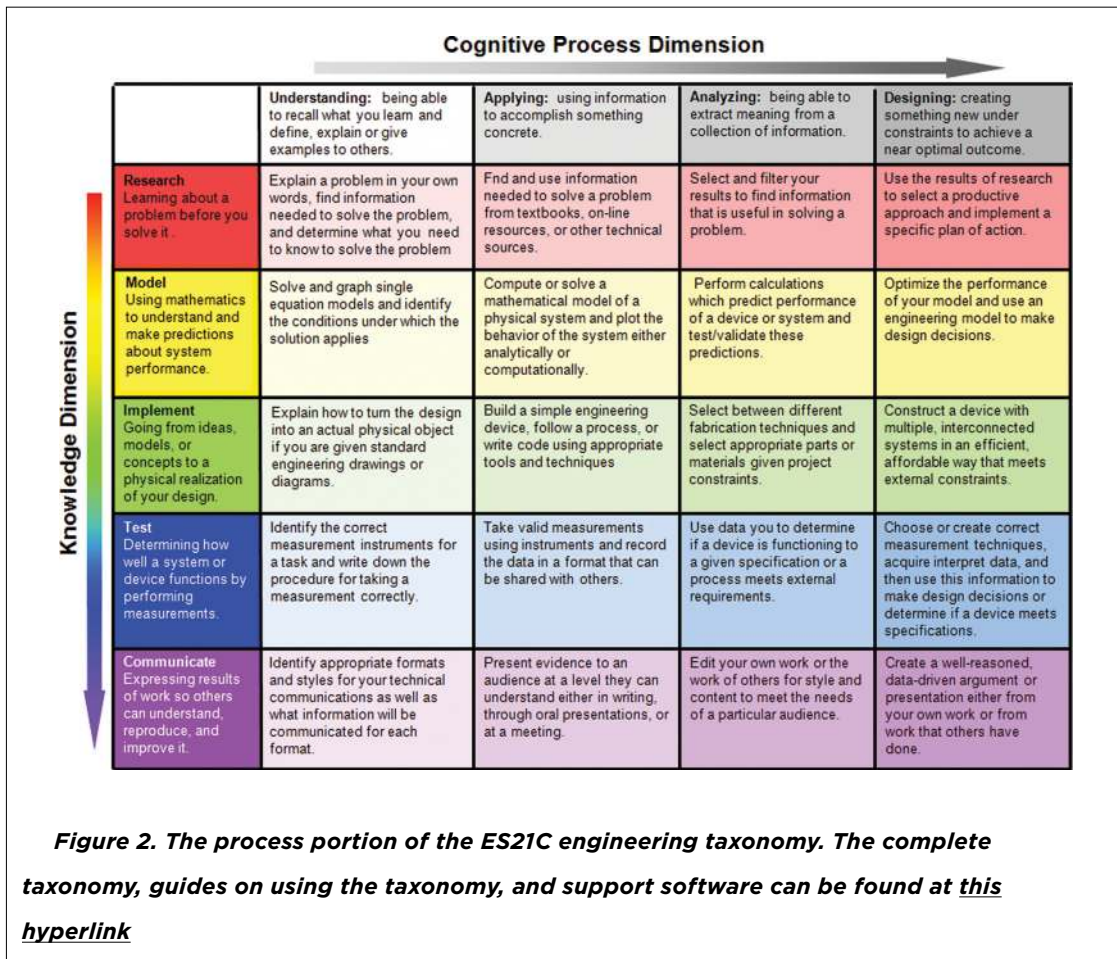 Cognitive Process Dimension
Knowledge Dimension
Understanding: being able
to recall what you learn and
define, explain or give
examples to others.
Applying: using information
to accomplish something
concrete.
Analyzing: being able to
extract meaning from a
collection of information.
Designing: creating
something new under
constraints to achieve a
near optimal outcome.
Research
Learning about a
problem before you
solve it .
Explain a problem in your own
words, find information
needed to solve the problem,
and determine what you need
to know to solve the problem
Fnd and use information
needed to solve a problem
from textbooks, on-line
resources, or other technical
sources.
Select and filter your
results to find information
that is useful in solving a
problem.
Use the results of research
to select a productive
approach and implement a
specific plan of action.
Model
Using mathematics
to understand and
make predictions
about system
performance.
Solve and graph single
equation models and identify
the conditions under which the
solution applies
Compute or solve a
mathematical model of a
physical system and plot the
behavior of the system either
analytically or
computationally.
Perform calculations
which predict performance
of a device or system and
test/validate these
predictions.
Optimize the performance
of your model and use an
engineering model to make
design decisions.
Implement
Going from ideas,
models, or
concepts to a
physical realization
of your design.
Explain how to turn the design
into an actual physical object
if you are given standard
engineering drawings or
diagrams.
Build a simple engineering
device, follow a process, or
write code using appropriate
tools and techniques
Select between different
fabrication techniques and
select appropriate parts or
materials given project
constraints.
Construct a device with
multiple, interconnected
systems in an efficient,
affordable way that meets
external constraints.
Test
Determining how
well a system or
device functions by
performing
measurements.
Identify the correct
measurement instruments for
a task and write down the
procedure for taking a
measurement correctly.
Take valid measurements
using instruments and record
the data in a format that can
be shared with others.
Use data you to determine
if a device is functioning to
a given specification or a
process meets external
requirements.
Choose or create correct
measurement techniques,
acquire interpret data, and
then use this information to
make design decisions or
determine if a device meets
specifications.
Communicate
Expressing results
of work so others
can understand,
reproduce, and
improve it.
Identify appropriate formats
and styles for your technical
communications as well as
what information will be
communicated for each
format.
Present evidence to an
audience at a level they can
understand either in writing,
through oral presentations, or
at a meeting.
Edit your own work or the
work of others for style and
content to meet the needs
of a particular audience.
Create a well-reasoned,
data-driven argument or
presentation either from
your own work or from
work that others have
done.
Figure 2. The process portion of the ES21C engineering taxonomy. The complete
taxonomy, guides on using the taxonomy, and support software can be found at this
hyperlink